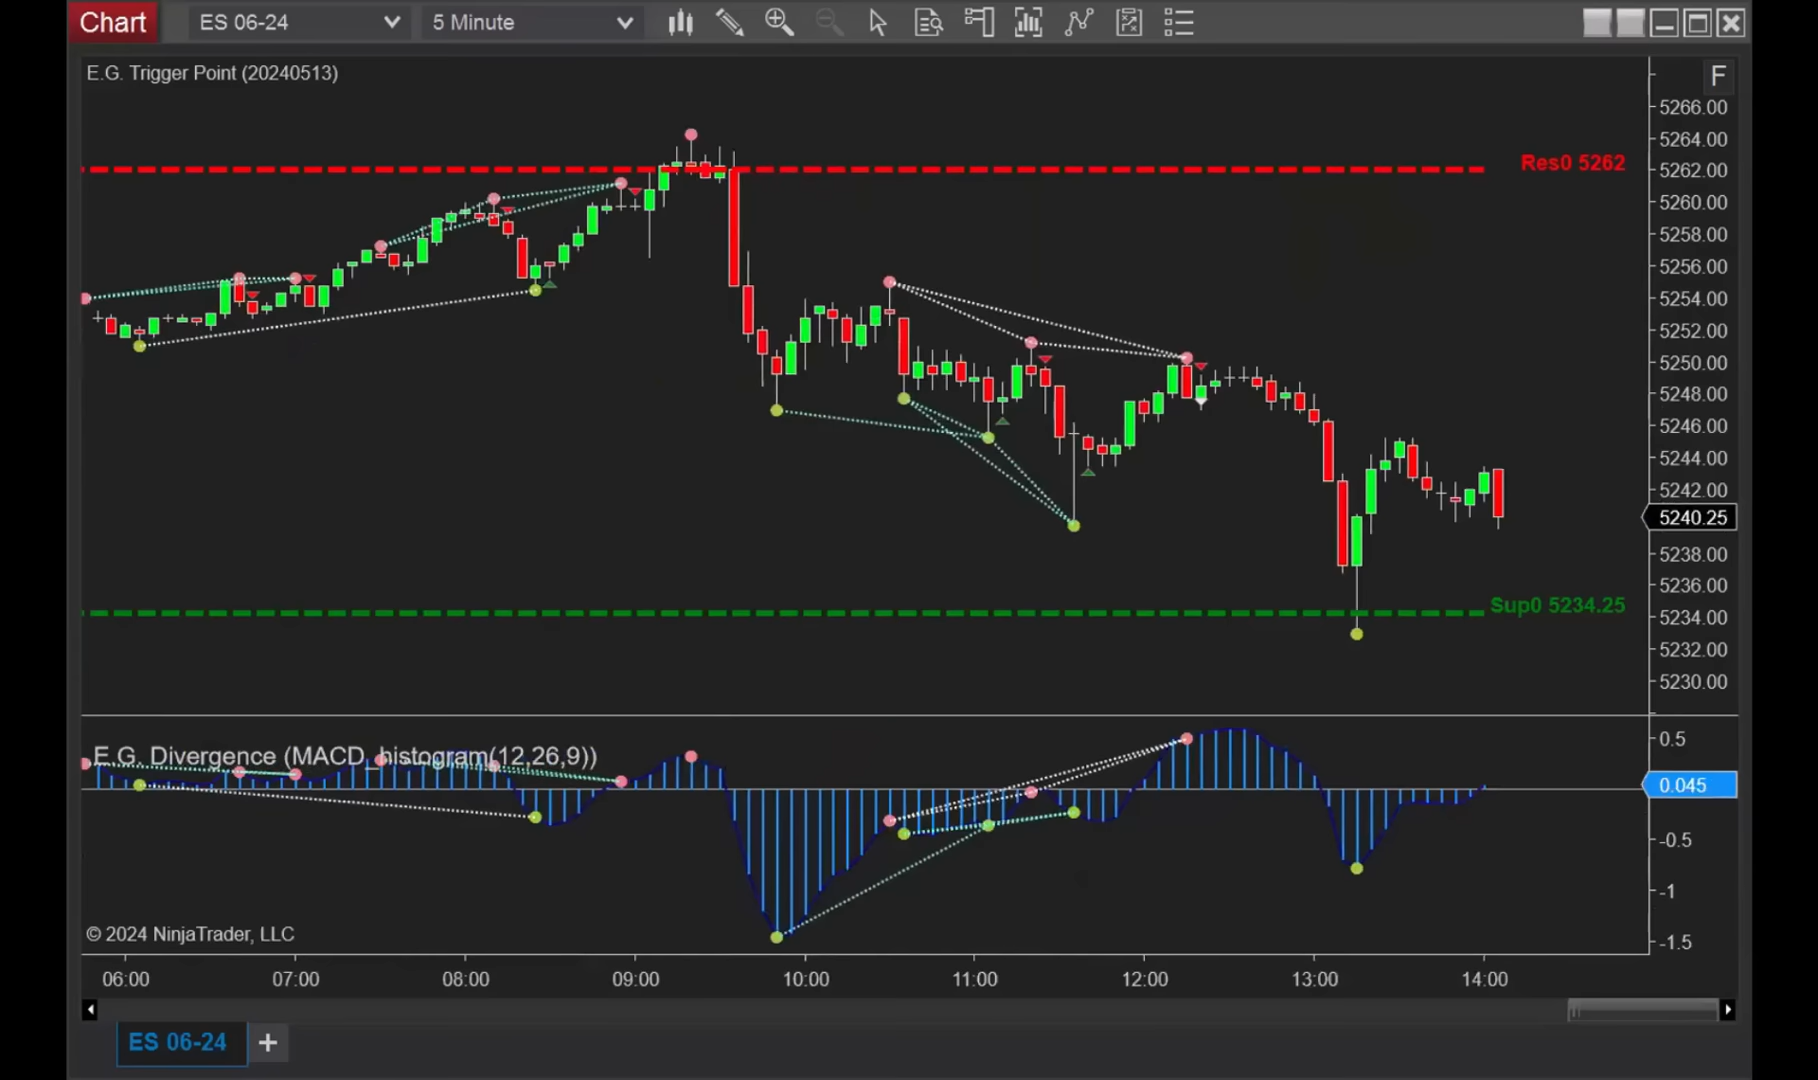 Chart ES 06-24 5 Minute
E.G. Trigger Point (20240513)
F
5266.00
5264.00
Res0 5262
5262.00
5260.00
5258.00
5256.00
5254.00
5252.00
5250.00
5248.00
5246.00
5244.00
5242.00
5240.25
5238.00
5236.00
Sup0 5234.25
5234.00
5232.00
5230.00
E.G. Divergence (MACD_histogram(12,26,9))
0.5
0.045
-0.5
-1
-1.5
© 2024 NinjaTrader, LLC
06:00 07:00 08:00 09:00 10:00 11:00 12:00 13:00 14:00
ES 06-24 +